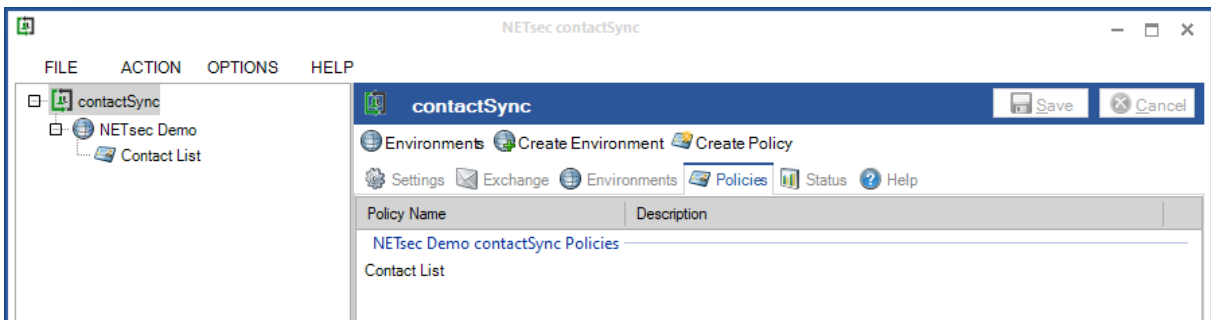 NETsec contactSync
FILE ACTION OPTIONS HELP
contactSync
NETsec Demo
Contact List
contactSync
Save Cancel
Environments Create Environment Create Policy
Settings Exchange Environments Policies Status Help
Policy Name Description
NETsec Demo contactSync Policies
Contact List